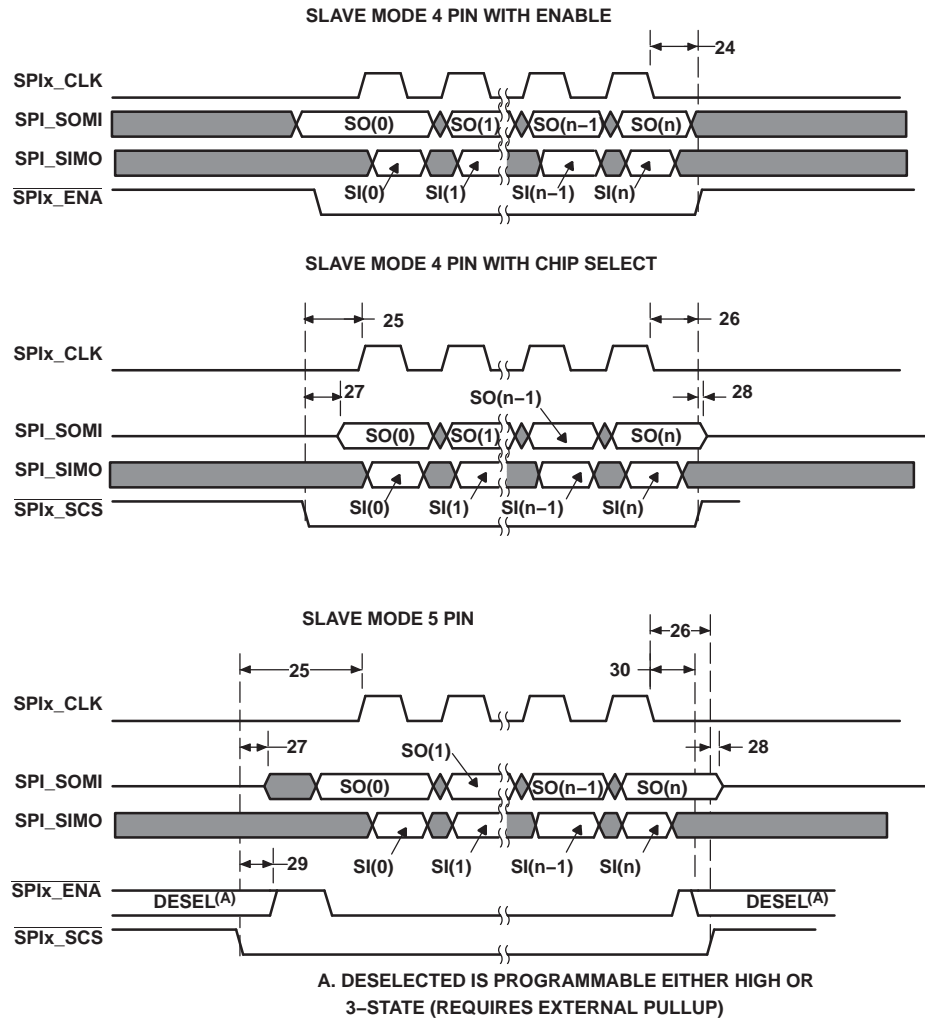 SLAVE MODE 4 PIN WITH ENABLE
24
SPIx_CLK
SPI_SOMI
SO(0)
SO(1)
SO(n−1)
SO(n)
SPI_SIMO
SI(0)
SI(1)
SI(n−1)
SI(n)
SPIx_ENA
SLAVE MODE 4 PIN WITH CHIP SELECT
25
26
SPIx_CLK
27
SO(n−1)
28
SPI_SOMI
SO(0)
SO(1)
SO(n)
SPI_SIMO
SI(0)
SI(1)
SI(n−1)
SI(n)
SPIx_SCS
SLAVE MODE 5 PIN
26
25
30
SPIx_CLK
27
SO(1)
28
SPI_SOMI
SO(0)
SO(n−1)
SO(n)
SPI_SIMO
SI(0)
SI(1)
SI(n−1)
SI(n)
29
SPIx_ENA
DESEL(A)
DESEL(A)
SPIx_SCS
A. DESELECTED IS PROGRAMMABLE EITHER HIGH OR
3−STATE (REQUIRES EXTERNAL PULLUP)